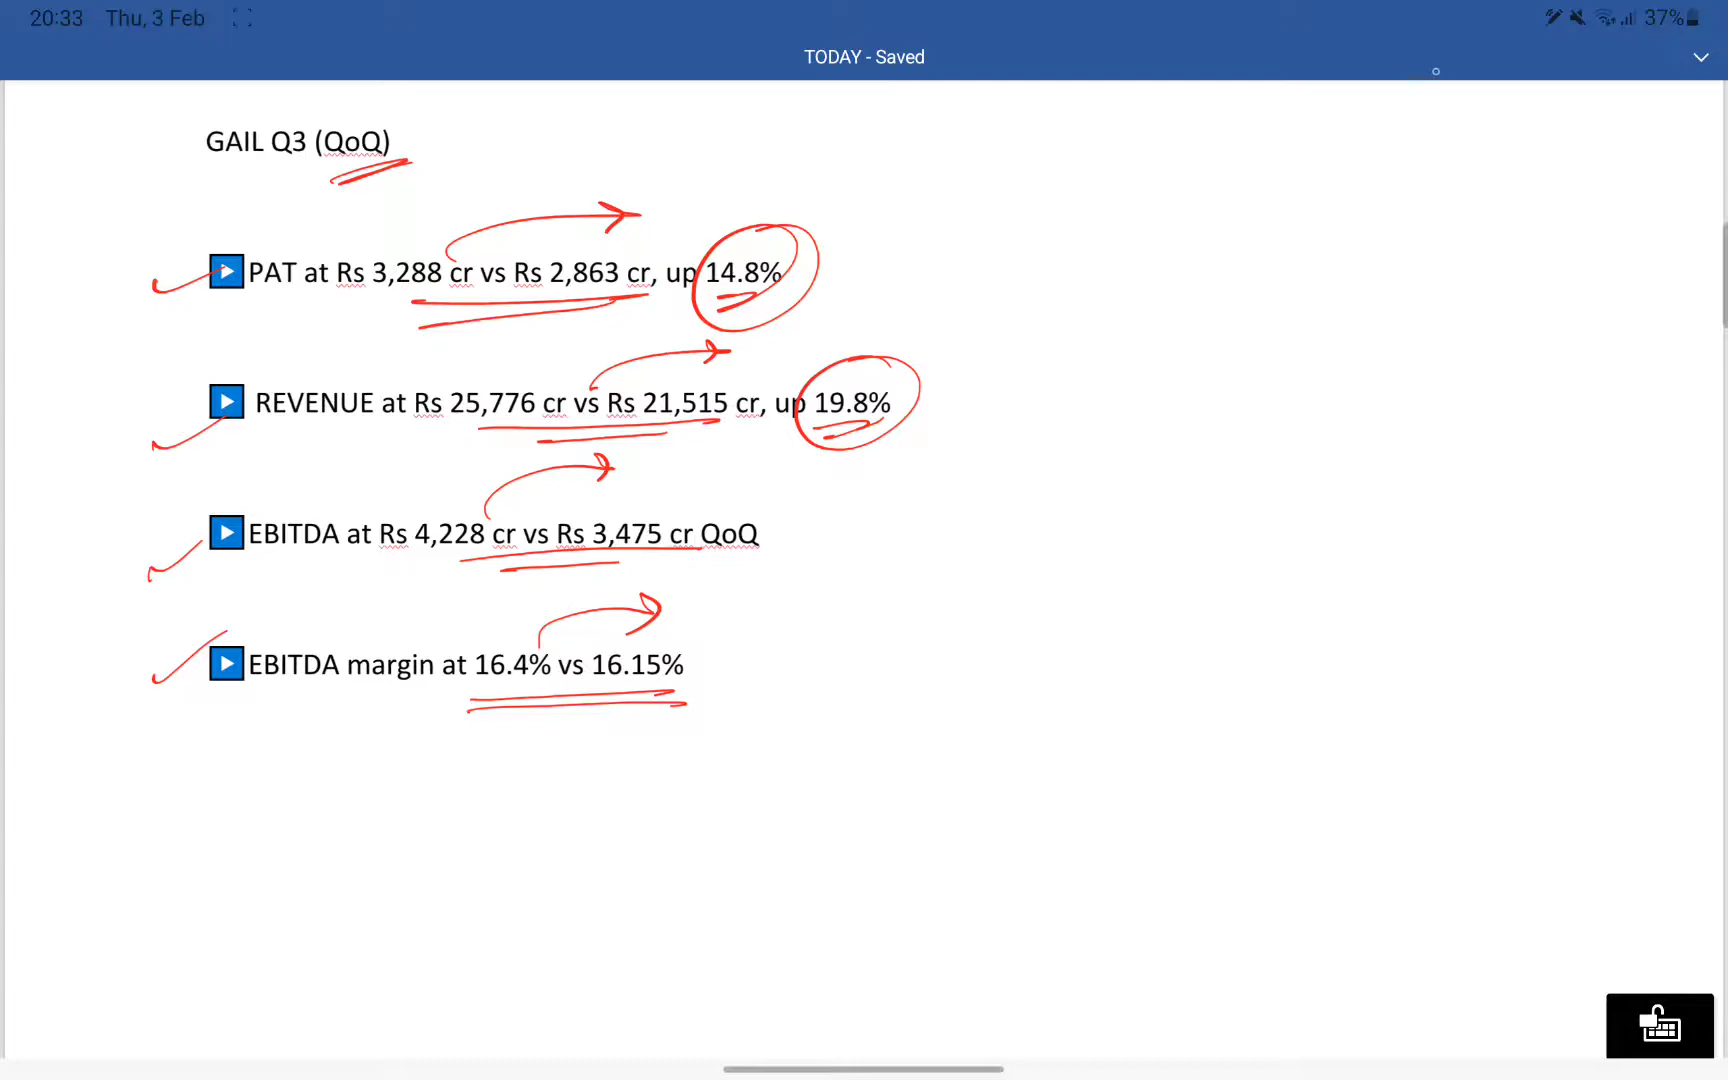 20:33 Thu, 3 Feb 37%
TODAY - Saved
GAIL Q3 (QoQ)
PAT at Rs 3,288 cr vs Rs 2,863 cr, up 14.8%
REVENUE at Rs 25,776 cr vs Rs 21,515 cr, up 19.8%
EBITDA at Rs 4,228 cr vs Rs 3,475 cr QoQ
EBITDA margin at 16.4% vs 16.15%